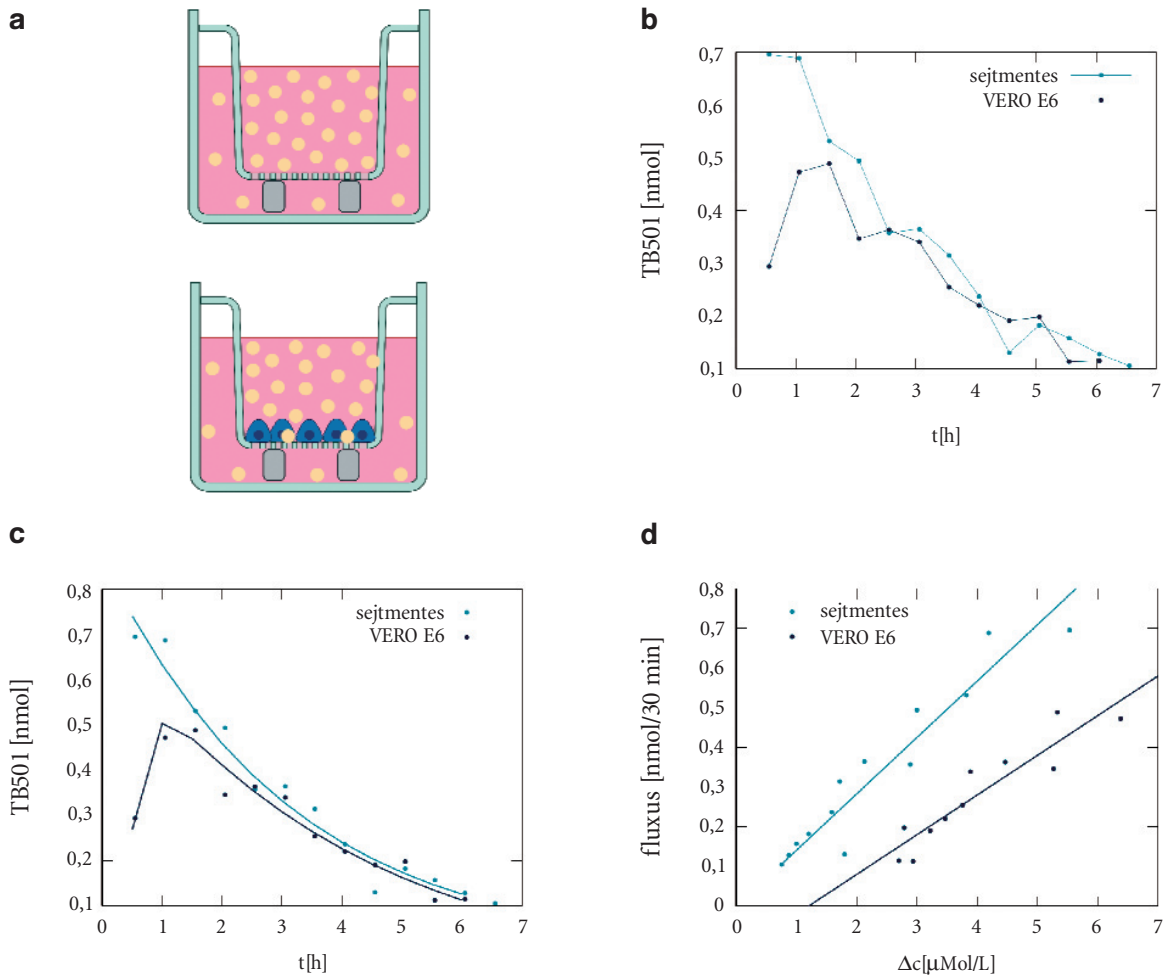 a
b
0,7
0,6
0,5
0,4
0,3
0,2
0,1
TB501 [nmol]
sejtmentes
VERO E6
0 1 2 3 4 5 6 7
t[h]
c
0,8
0,7
0,6
0,5
0,4
0,3
0,2
0,1
TB501 [nmol]
sejtmentes
VERO E6
0 1 2 3 4 5 6 7
t[h]
d
0,8
0,7
0,6
0,5
0,4
0,3
0,2
0,1
0
fluxus [nmol/30 min]
sejtmentes
VERO E6
0 1 2 3 4 5 6 7
Δc[μMol/L]